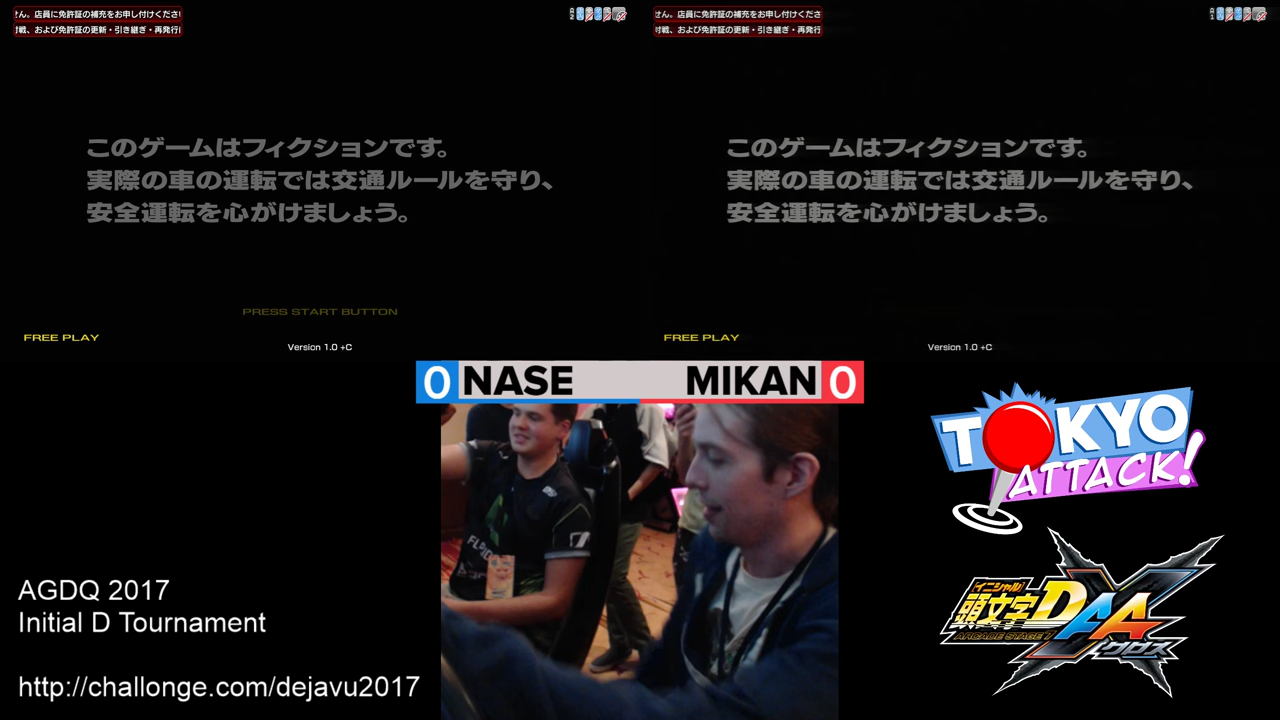 せん。店員に免許証の補充をお申し付けくださ
対戦、および免許証の更新・引き継ぎ・再発行
このゲームはフィクションです。
実際の車の運転では交通ルールを守り、
安全運転を心がけましょう。
PRESS START BUTTON
FREE PLAY
Version 1.0 +C
せん。店員に免許証の補充をお申し付けくださ
対戦、および免許証の更新・引き継ぎ・再発行
このゲームはフィクションです。
実際の車の運転では交通ルールを守り、
安全運転を心がけましょう。
FREE PLAY
Version 1.0 +C
0 NASE MIKAN 0
TOKYO
ATTACK!
イニシャル
頭文字D AA X
ARCADE STAGE 7
クロス
AGDQ 2017
Initial D Tournament
http://challonge.com/dejavu2017